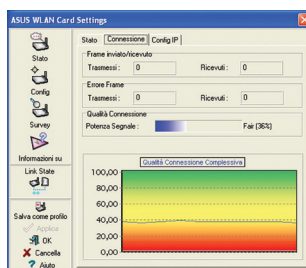 ASUS WLAN Card Settings
Stato
Config
Survey
Informazioni su
Link State
Salva come profilo
Applica
OK
Cancella
? Aiuto
Stato Connessione Config IP
Frame inviato/ricevuto
Trasmessi : 0 Ricevuti : 0
Errore Frame
Trasmessi : 0 Ricevuti : 0
Qualità Connessione
Potenza Segnale : Fair (36%)
Qualità Connessione Complessiva
100,00
80,00
60,00
40,00
20,00
0,00